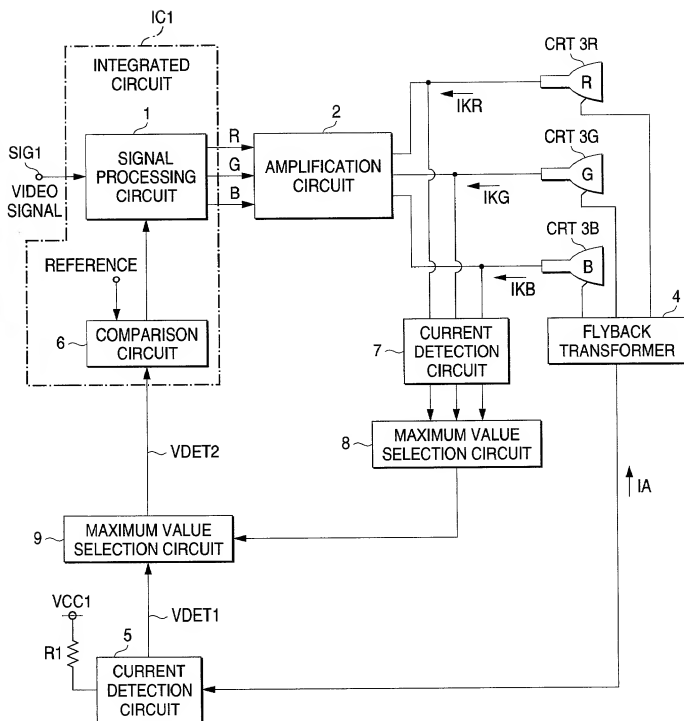 IC1
INTEGRATED
CIRCUIT
1
SIGNAL
PROCESSING
CIRCUIT
SIG1
VIDEO
SIGNAL
R
G
B
2
AMPLIFICATION
CIRCUIT
IKR
IKG
IKB
CRT 3R
R
CRT 3G
G
CRT 3B
B
4
FLYBACK
TRANSFORMER
REFERENCE
6
COMPARISON
CIRCUIT
7
CURRENT
DETECTION
CIRCUIT
8
MAXIMUM VALUE
SELECTION CIRCUIT
VDET2
IA
9
MAXIMUM VALUE
SELECTION CIRCUIT
VCC1
VDET1
R1
5
CURRENT
DETECTION
CIRCUIT